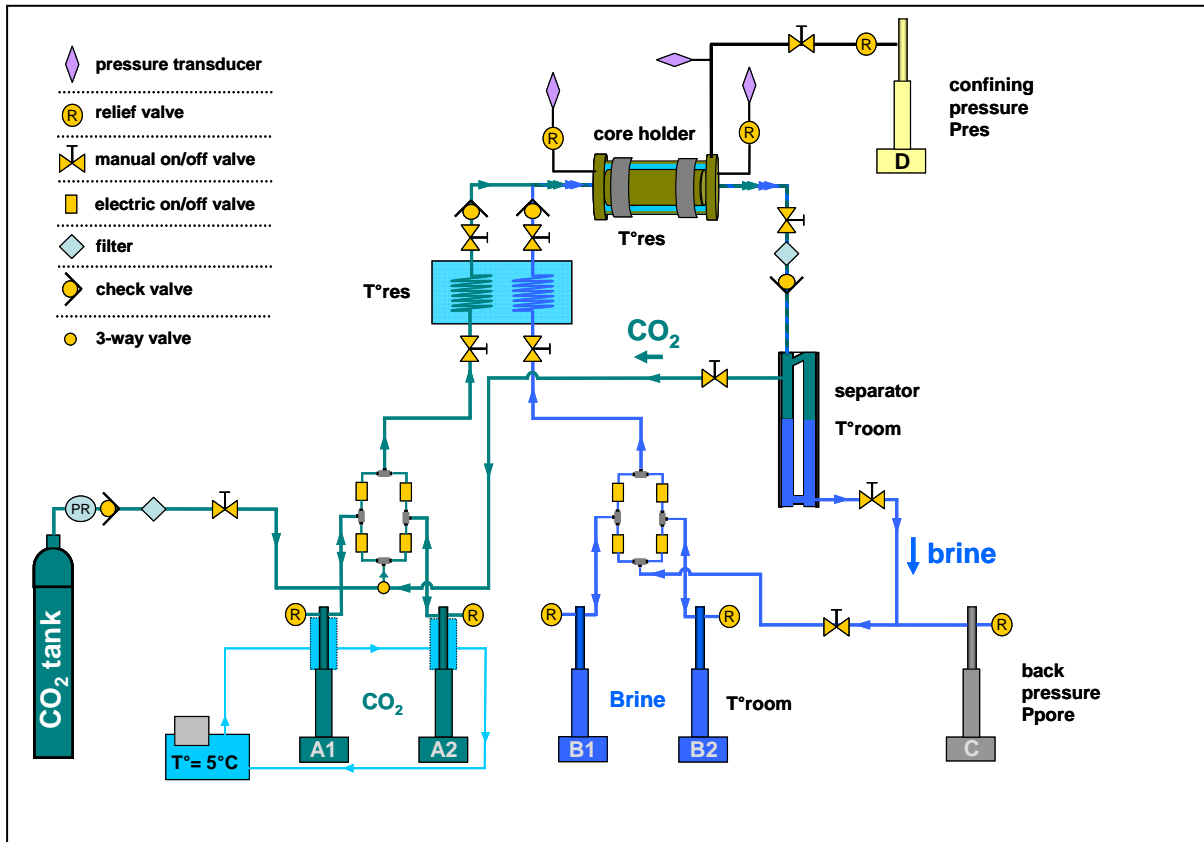 pressure transducer
R
relief valve
manual on/off valve
electric on/off valve
filter
check valve
3-way valve
R
R
R
core holder
confining
pressure
Pres
D
T°res
T°res
CO₂
separator
T°room
PR
brine
CO₂ tank
R
R
R
R
R
CO₂
Brine
T°room
back
pressure
Ppore
T°= 5°C
A1
A2
B1
B2
C